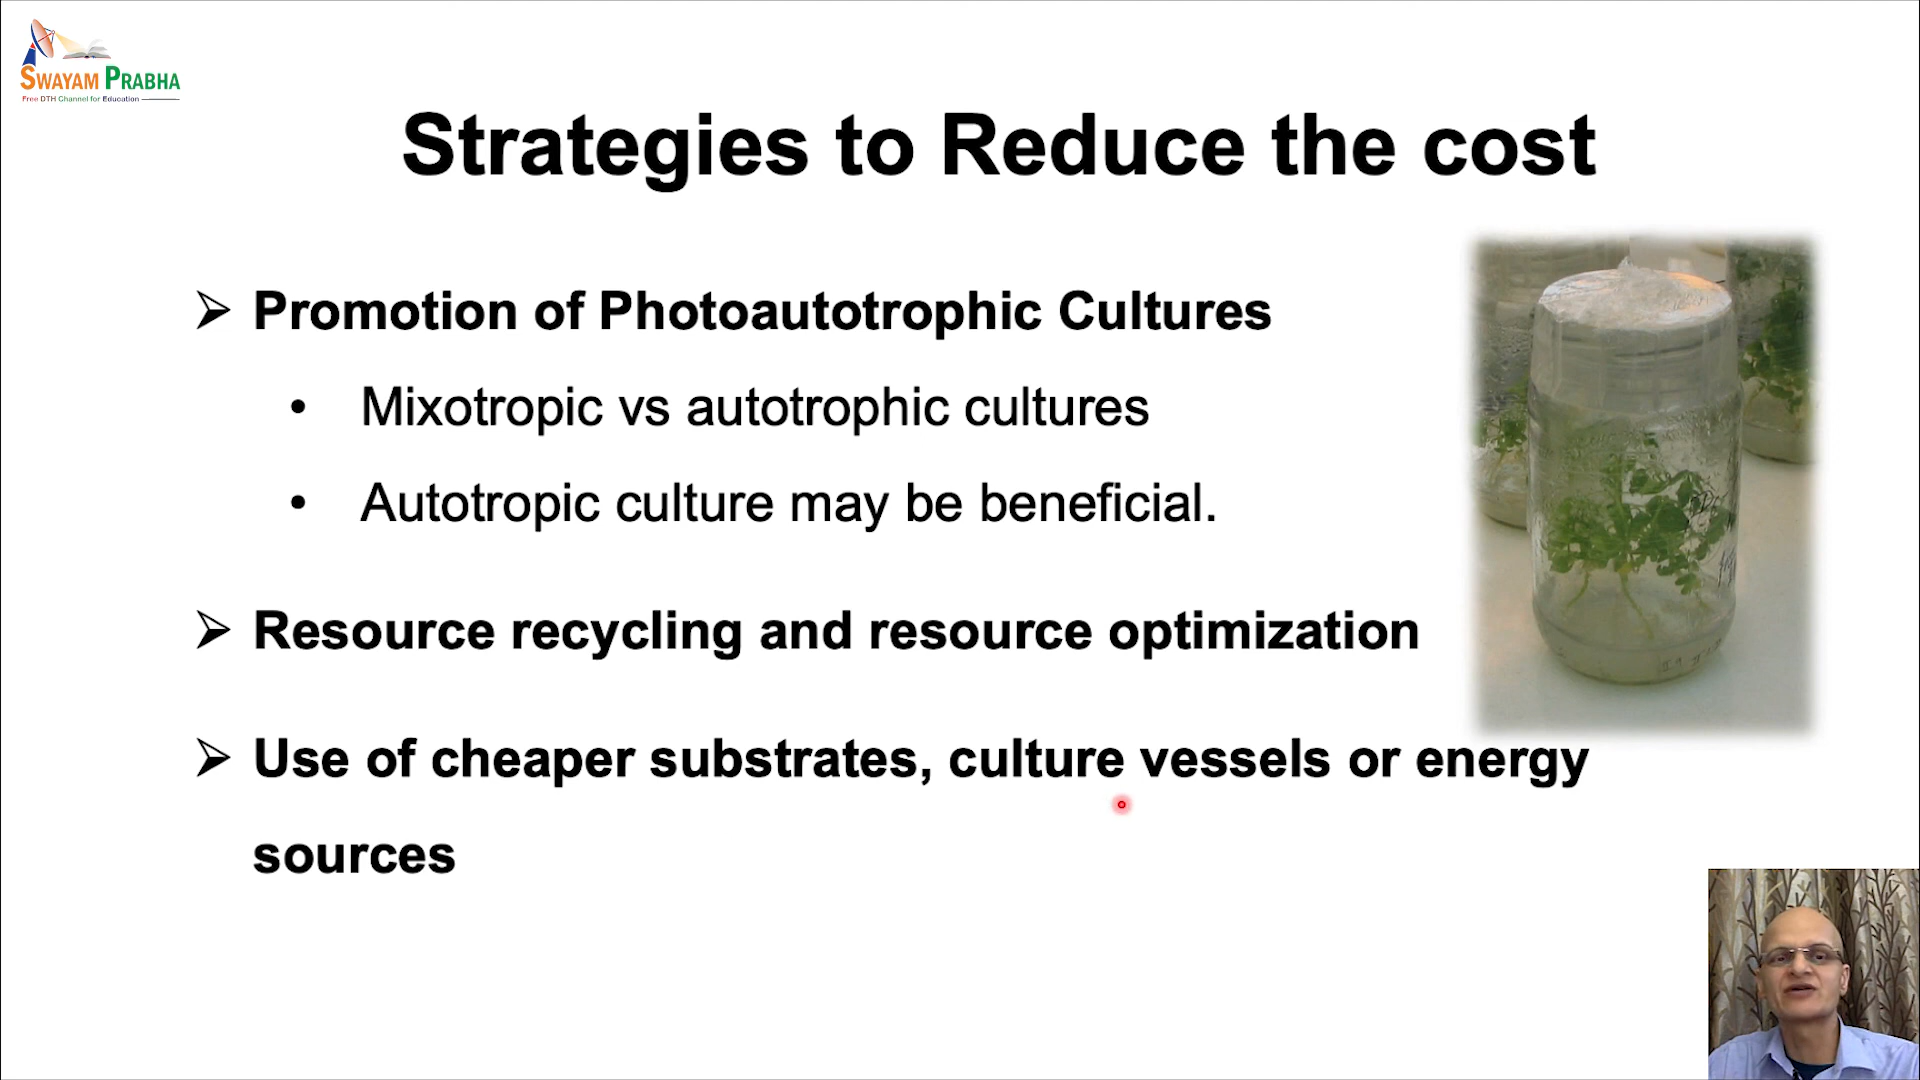 SWAYAM PRABHA
Free DTH Channel for Education
Strategies to Reduce the cost
➢ Promotion of Photoautotrophic Cultures
• Mixotropic vs autotrophic cultures
• Autotropic culture may be beneficial.
➢ Resource recycling and resource optimization
➢ Use of cheaper substrates, culture vessels or energy
sources